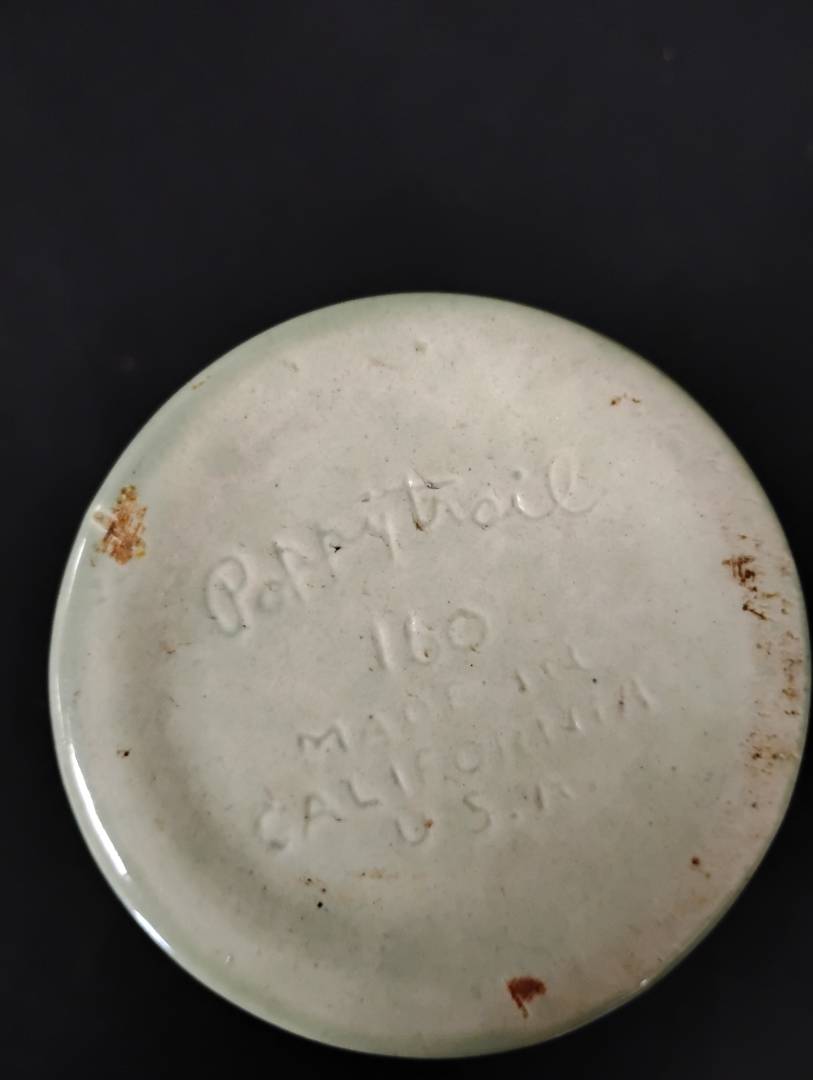 Poppytrail
160
MADE IN
CALIFORNIA
U.S.A.